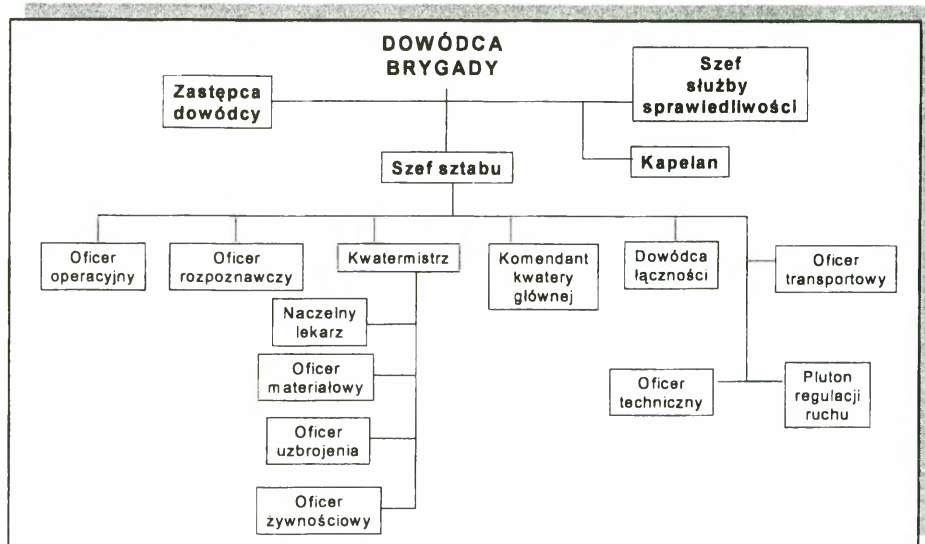 DOWÓDCA
BRYGADY
Zastępca
dowódcy
Szef
służby
sprawiedliwości
Szef sztabu
Kapelan
Oficer
operacyjny
Oficer
rozpoznawczy
Kwatermistrz
Komendant
kwatery
głównej
Dowódca
łączności
Oficer
transportowy
Naczelny
lekarz
Oficer
materiałowy
Oficer
uzbrojenia
Oficer
żywnościowy
Oficer
techniczny
Pluton
regulacji
ruchu